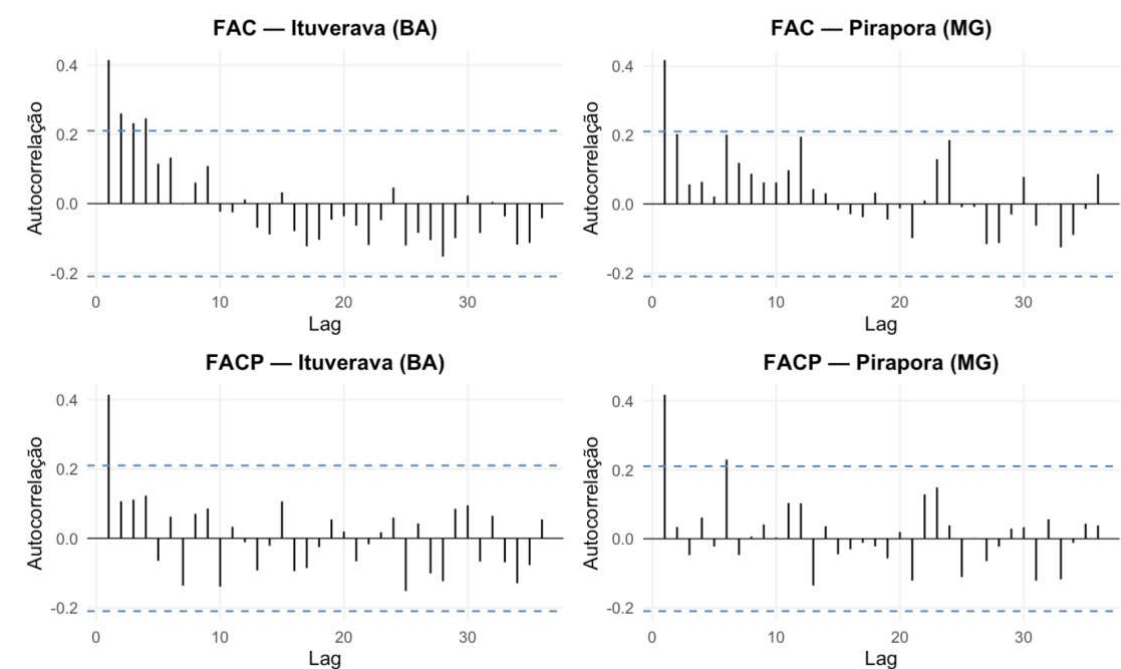 FAC — Ituverava (BA)
Autocorrelação
0.4
0.2
0.0
-0.2
0
10
20
30
Lag
FAC — Pirapora (MG)
Autocorrelação
0.4
0.2
0.0
-0.2
0
10
20
30
Lag
FACP — Ituverava (BA)
Autocorrelação
0.4
0.2
0.0
-0.2
0
10
20
30
Lag
FACP — Pirapora (MG)
Autocorrelação
0.4
0.2
0.0
-0.2
0
10
20
30
Lag